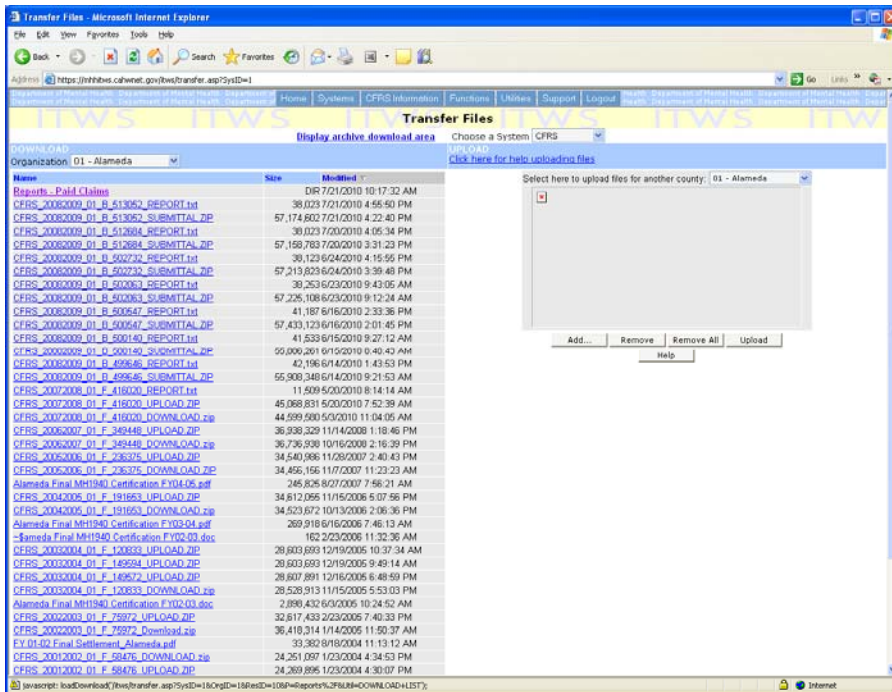 Transfer Files - Microsoft Internet Explorer
File Edit View Favorites Tools Help
Back Search Favorites
Address https://mhhitws.cahwnet.gov/itws/transfer.asp?SysID=1 Go Links
Home Systems CFRS Information Functions Utilities Support Logout
ITWS ITWS ITWS ITWS
Transfer Files
Display archive download area Choose a System CFRS
DOWNLOAD
Organization 01 - Alameda
UPLOAD
Click here for help uploading files
Name Size Modified
Reports - Paid Claims DIR 7/21/2010 10:17:32 AM
CFRS_20082009_01_B_513052_REPORT.txt 38,023 7/21/2010 4:55:50 PM
CFRS_20082009_01_B_513052_SUBMITTAL.ZIP 57,174,602 7/21/2010 4:22:40 PM
CFRS_20082009_01_B_512684_REPORT.txt 38,023 7/20/2010 4:05:34 PM
CFRS_20082009_01_B_512684_SUBMITTAL.ZIP 57,158,783 7/20/2010 3:31:23 PM
CFRS_20082009_01_B_502732_REPORT.txt 38,123 6/24/2010 4:15:55 PM
CFRS_20082009_01_B_502732_SUBMITTAL.ZIP 57,213,823 6/24/2010 3:39:48 PM
CFRS_20082009_01_B_502063_REPORT.txt 38,253 6/23/2010 9:43:05 AM
CFRS_20082009_01_B_502063_SUBMITTAL.ZIP 57,225,108 6/23/2010 9:12:24 AM
CFRS_20082009_01_B_500547_REPORT.txt 41,187 6/16/2010 2:33:36 PM
CFRS_20082009_01_B_500547_SUBMITTAL.ZIP 57,433,123 6/16/2010 2:01:45 PM
CFRS_20082009_01_B_500140_REPORT.txt 41,533 6/15/2010 9:27:12 AM
CFRS_20082009_01_B_500140_SUBMITTAL.ZIP 6/15/2010
CFRS_20082009_01_B_499646_REPORT.txt 42,196 6/14/2010 1:43:53 PM
CFRS_20082009_01_B_499646_SUBMITTAL.ZIP 55,908,348 6/14/2010 9:21:53 AM
CFRS_20072008_01_F_416020_REPORT.txt 11,509 5/20/2010 8:14:14 AM
CFRS_20072008_01_F_416020_UPLOAD.ZIP 45,068,831 5/20/2010 7:52:39 AM
CFRS_20072008_01_F_416020_DOWNLOAD.zip 44,599,580 5/3/2010 11:04:05 AM
CFRS_20062007_01_F_349448_UPLOAD.ZIP 36,938,329 11/14/2008 1:18:46 PM
CFRS_20062007_01_F_349448_DOWNLOAD.zip 36,736,938 10/16/2008 2:16:39 PM
CFRS_20052006_01_F_236375_UPLOAD.ZIP 34,540,986 11/28/2007 2:40:43 PM
CFRS_20052006_01_F_236375_DOWNLOAD.ZIP 34,456,156 11/7/2007 11:23:23 AM
Alameda Final MH1940 Certification FY04-05.pdf 245,825 8/27/2007 7:56:21 AM
CFRS_20042005_01_F_191653_UPLOAD.ZIP 34,612,055 11/15/2006 5:07:56 PM
CFRS_20042005_01_F_191653_DOWNLOAD.zip 34,523,672 10/13/2006 2:06:36 PM
Alameda Final MH1940 Certification FY03-04.pdf 269,918 6/16/2006 7:46:13 AM
~$ameda Final MH1940 Certification FY02-03.doc 162 2/23/2006 11:32:36 AM
CFRS_20032004_01_F_120833_UPLOAD.ZIP 28,603,693 12/19/2005 10:37:34 AM
CFRS_20032004_01_F_149594_UPLOAD.ZIP 28,603,693 12/19/2005 9:49:14 AM
CFRS_20032004_01_F_149572_UPLOAD.ZIP 28,607,891 12/16/2005 6:48:59 PM
CFRS_20032004_01_F_120833_DOWNLOAD.zip 28,528,913 11/15/2005 5:53:03 PM
Alameda Final MH1940 Certification FY02-03.doc 2,898,432 6/3/2005 10:24:52 AM
CFRS_20022003_01_F_75972_UPLOAD.ZIP 32,617,433 2/23/2005 7:40:33 PM
CFRS_20022003_01_F_75972_Download.zip 36,418,314 1/14/2005 11:50:37 AM
FY 01-02 Final Settlement_Alameda.pdf 33,382 8/18/2004 11:13:12 AM
CFRS_20012002_01_F_58476_DOWNLOAD.zip 24,251,097 1/23/2004 4:34:53 PM
CFRS_20012002_01_F_58476_UPLOAD.ZIP 24,269,895 1/23/2004 4:30:07 PM
Select here to upload files for another county: 01 - Alameda
Add... Remove Remove All Upload
Help
javascript: loadDownload('/itws/transfer.asp?SysID=1&OrgID=1&ResID=10&P=Reports%2F&Util=DOWNLOAD+LIST'); Internet